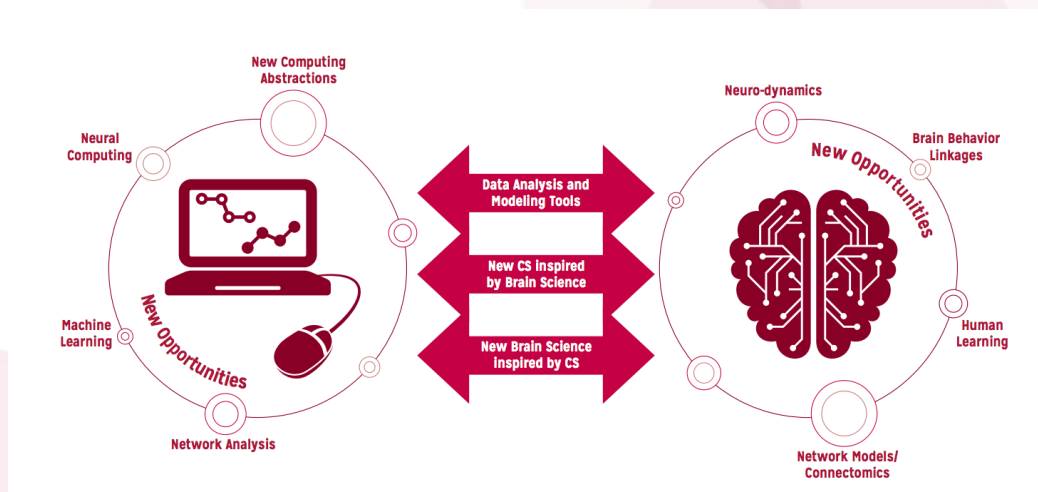 New Computing
Abstractions
Neural
Computing
Machine
Learning
New Opportunities
Network Analysis
Data Analysis and
Modeling Tools
New CS inspired
by Brain Science
New Brain Science
inspired by CS
Neuro-dynamics
New Opportunities
Brain Behavior
Linkages
Human
Learning
Network Models/
Connectomics